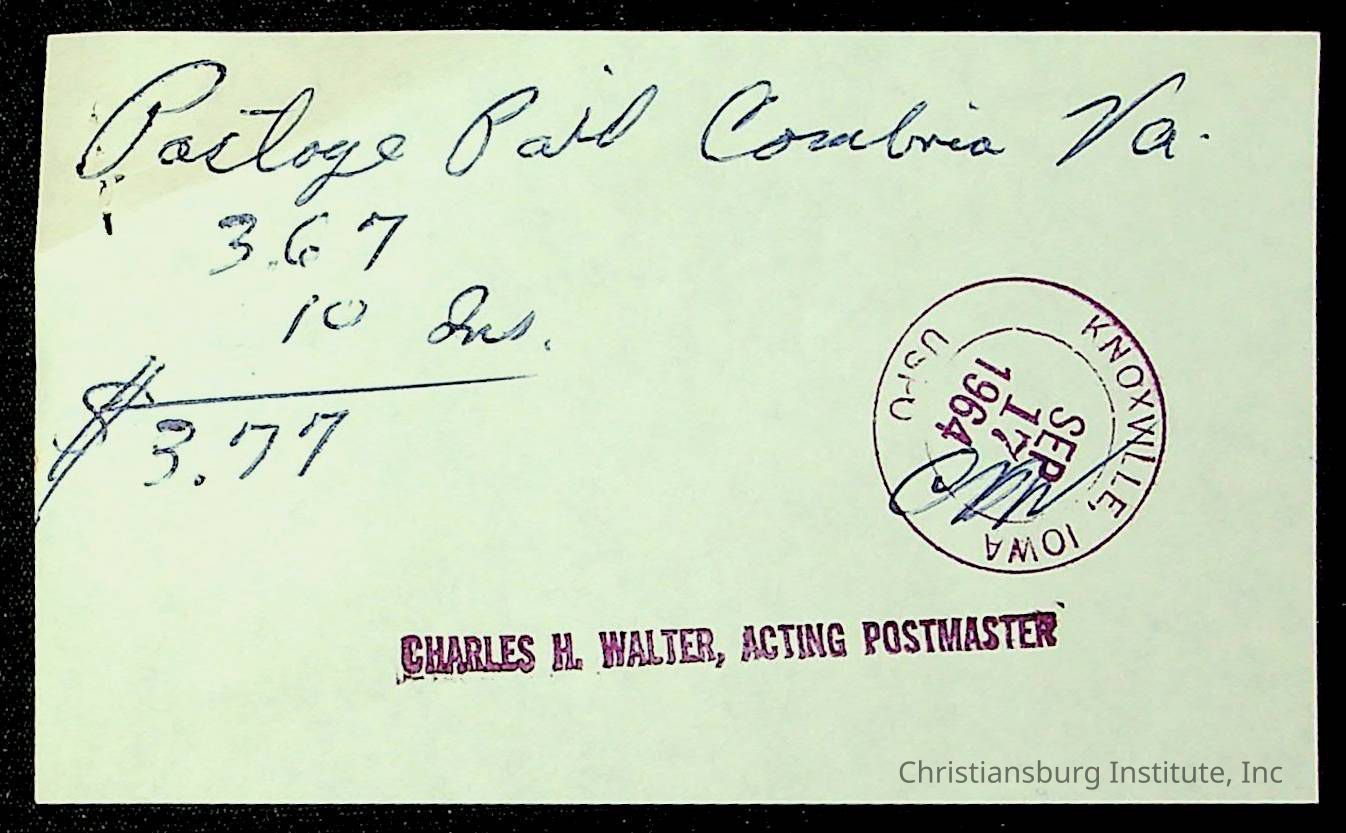 Postage Paid Cambria Va.
3.67
10 Ins.
$3.77
KNOXVILLE, IOWA
USPO
SEP
17
1964
CHARLES H. WALTER, ACTING POSTMASTER
Christiansburg Institute, Inc